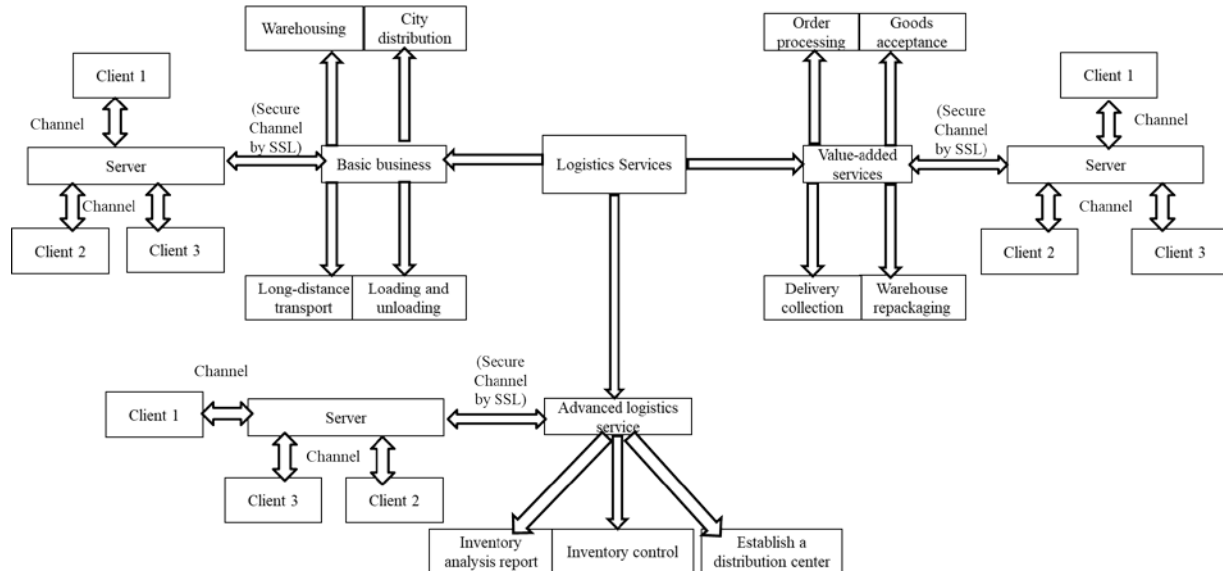 Warehousing
City
distribution
Order
processing
Goods
acceptance
Client 1
Channel
(Secure
Channel
by SSL)
Server
Basic business
Logistics Services
Value-added
services
(Secure
Channel
by SSL)
Client 1
Channel
Server
Channel
Client 2
Client 3
Channel
Client 2
Client 3
Long-distance
transport
Loading and
unloading
Delivery
collection
Warehouse
repackaging
Channel
(Secure
Channel
by SSL)
Client 1
Server
Advanced logistics
service
Channel
Client 3
Client 2
Inventory
analysis report
Inventory control
Establish a
distribution center